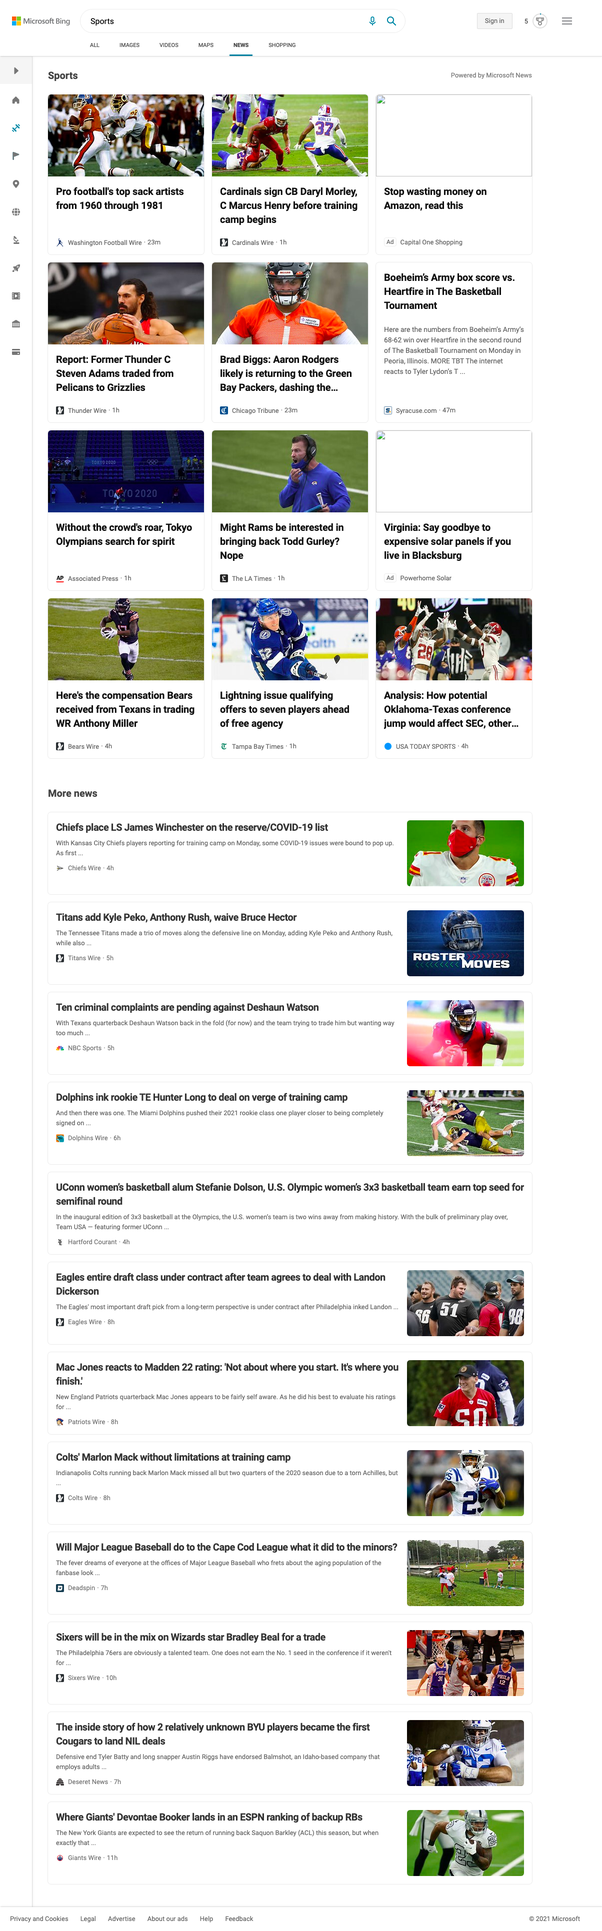 Microsoft Bing
Sports
Sign in
5
ALL
IMAGES
VIDEOS
MAPS
NEWS
SHOPPING
Sports
Powered by Microsoft News
Pro football's top sack artists
from 1960 through 1981
Washington Football Wire · 23m
Cardinals sign CB Daryl Morley,
C Marcus Henry before training
camp begins
Cardinals Wire · 1h
Stop wasting money on
Amazon, read this
Ad Capital One Shopping
Report: Former Thunder C
Steven Adams traded from
Pelicans to Grizzlies
Thunder Wire · 1h
Brad Biggs: Aaron Rodgers
likely is returning to the Green
Bay Packers, dashing the...
Chicago Tribune · 23m
Boeheim's Army box score vs.
Heartfire in The Basketball
Tournament
Here are the numbers from Boeheim's Army's
68-62 win over Heartfire in the second round
of The Basketball Tournament on Monday in
Peoria, Illinois. MORE TBT The internet
reacts to Tyler Lydon's T ...
Syracuse.com · 47m
TOKYO 2020
Without the crowd's roar, Tokyo
Olympians search for spirit
AP Associated Press · 1h
Might Rams be interested in
bringing back Todd Gurley?
Nope
The LA Times · 1h
Virginia: Say goodbye to
expensive solar panels if you
live in Blacksburg
Ad Powerhome Solar
Here's the compensation Bears
received from Texans in trading
WR Anthony Miller
Bears Wire · 4h
Lightning issue qualifying
offers to seven players ahead
of free agency
Tampa Bay Times · 1h
Analysis: How potential
Oklahoma-Texas conference
jump would affect SEC, other...
USA TODAY SPORTS · 4h
More news
Chiefs place LS James Winchester on the reserve/COVID-19 list
With Kansas City Chiefs players reporting for training camp on Monday, some COVID-19 issues were bound to pop up.
As first ...
Chiefs Wire · 4h
Titans add Kyle Peko, Anthony Rush, waive Bruce Hector
The Tennessee Titans made a trio of moves along the defensive line on Monday, adding Kyle Peko and Anthony Rush,
while also ...
Titans Wire · 5h
ROSTER
MOVES
Ten criminal complaints are pending against Deshaun Watson
With Texans quarterback Deshaun Watson back in the fold (for now) and the team trying to trade him but wanting way
too much ...
NBC Sports · 5h
Dolphins ink rookie TE Hunter Long to deal on verge of training camp
And then there was one. The Miami Dolphins pushed their 2021 rookie class one player closer to being completely
signed on ...
Dolphins Wire · 6h
UConn women's basketball alum Stefanie Dolson, U.S. Olympic women's 3x3 basketball team earn top seed for
semifinal round
In the inaugural edition of 3x3 basketball at the Olympics, the U.S. women's team is two wins away from making history. With the bulk of preliminary play over,
Team USA — featuring former UConn ...
Hartford Courant · 4h
Eagles entire draft class under contract after team agrees to deal with Landon
Dickerson
The Eagles' most important draft pick from a long-term perspective is under contract after Philadelphia inked Landon ...
Eagles Wire · 8h
Mac Jones reacts to Madden 22 rating: 'Not about where you start. It's where you
finish.'
New England Patriots quarterback Mac Jones appears to be fairly self aware. As he did his best to evaluate his ratings
for ...
Patriots Wire · 8h
Colts' Marlon Mack without limitations at training camp
Indianapolis Colts running back Marlon Mack missed all but two quarters of the 2020 season due to a torn Achilles, but
...
Colts Wire · 8h
Will Major League Baseball do to the Cape Cod League what it did to the minors?
The fever dreams of everyone at the offices of Major League Baseball who frets about the aging population of the
fanbase look ...
Deadspin · 7h
Sixers will be in the mix on Wizards star Bradley Beal for a trade
The Philadelphia 76ers are obviously a talented team. One does not earn the No. 1 seed in the conference if it weren't
for ...
Sixers Wire · 10h
The inside story of how 2 relatively unknown BYU players became the first
Cougars to land NIL deals
Defensive end Tyler Batty and long snapper Austin Riggs have endorsed Balmshot, an Idaho-based company that
employs adults ...
Deseret News · 7h
Where Giants' Devontae Booker lands in an ESPN ranking of backup RBs
The New York Giants are expected to see the return of running back Saquon Barkley (ACL) this season, but when
exactly that ...
Giants Wire · 11h
Privacy and Cookies
Legal
Advertise
About our ads
Help
Feedback
© 2021 Microsoft